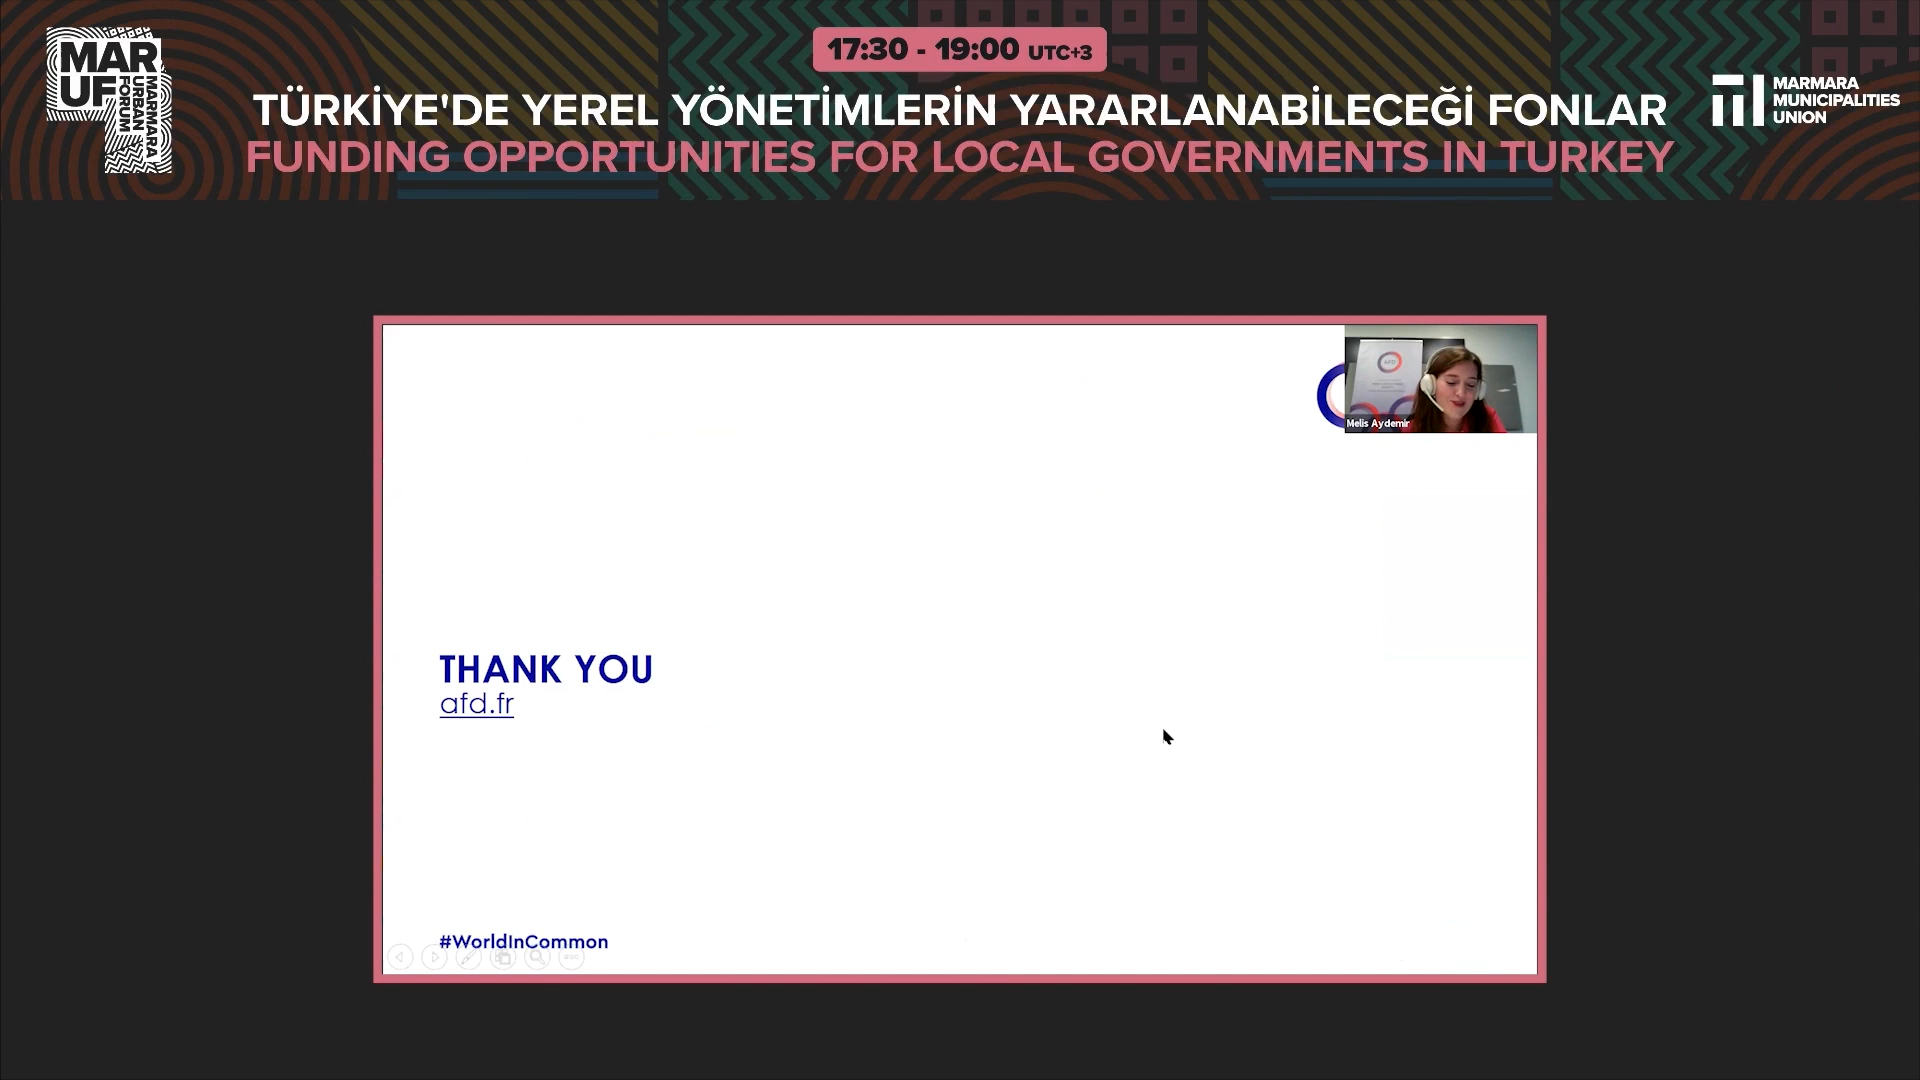 MAR
UF
MARMARA
URBAN
FORUM
17:30 - 19:00 UTC+3
TÜRKİYE'DE YEREL YÖNETİMLERİN YARARLANABİLECEĞİ FONLAR
FUNDING OPPORTUNITIES FOR LOCAL GOVERNMENTS IN TURKEY
MARMARA
MUNICIPALITIES
UNION
AFD
Melis Aydemir
THANK YOU
afd.fr
#WorldInCommon